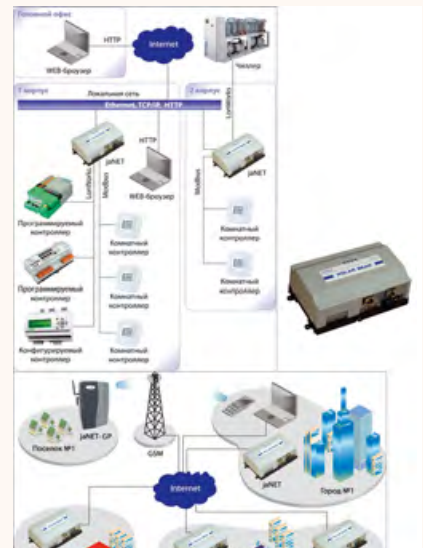 Головной офис
HTTP
Internet
WEB-браузер
Чиллер
1 корпус
Локальная сеть
2 корпус
Ethernet, TCP/IP, HTTP
LonWorks
HTTP
jaNET
jaNET
LonWorks
Modbus
WEB-браузер
Modbus
Программируемый
контроллер
Комнатный
контроллер
Комнатный
контроллер
Программируемый
контроллер
Комнатный
контроллер
Комнатный
контроллер
Конфигурируемый
контроллер
Комнатный
контроллер
jaNET- GP
Поселок №1
GSM
Internet
jaNET
Город №1